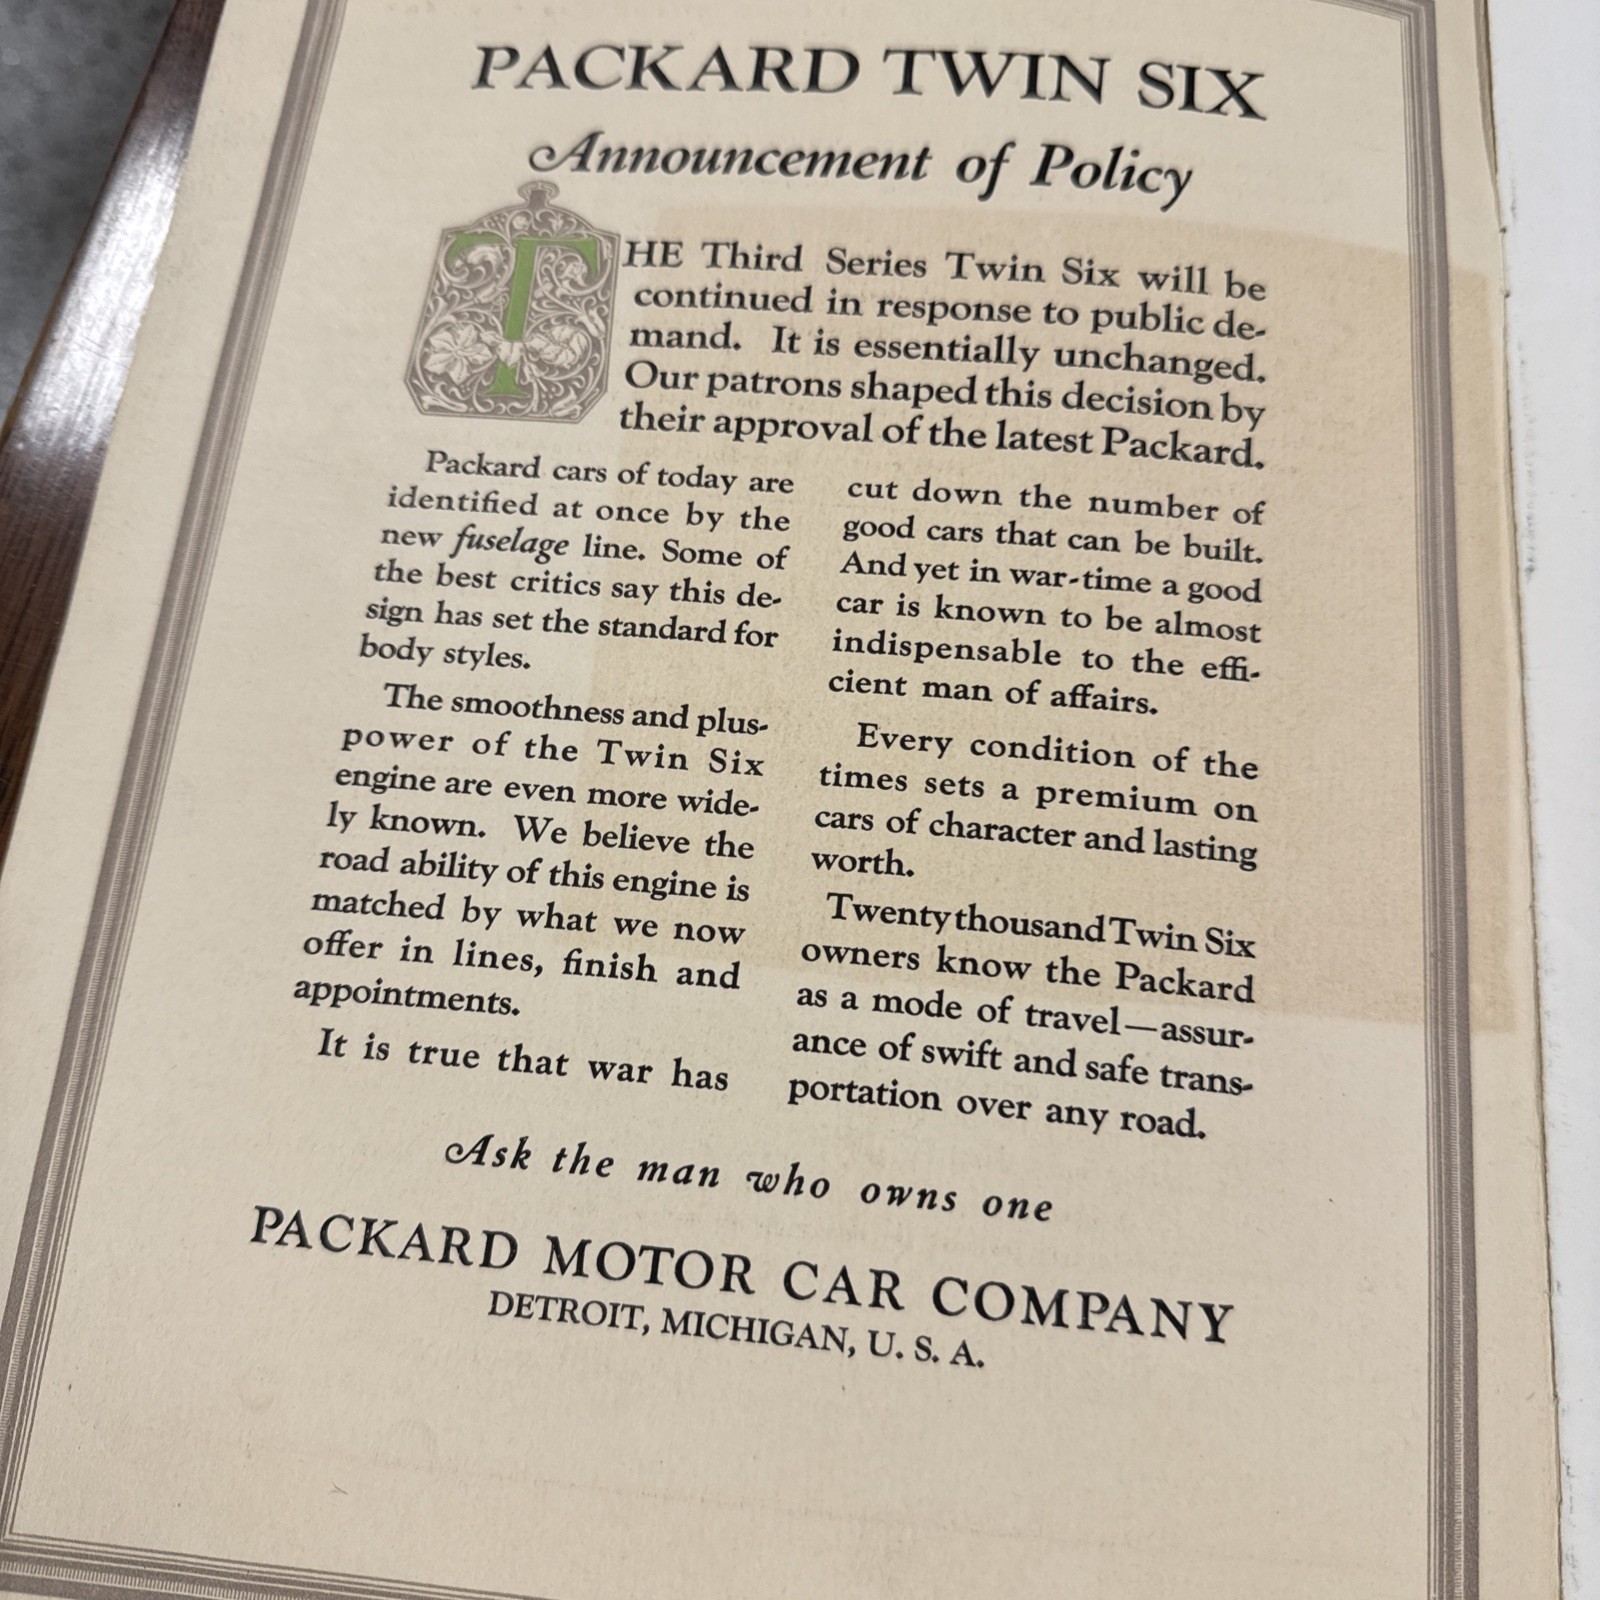 PACKARD TWIN SIX
Announcement of Policy
THE Third Series Twin Six will be
continued in response to public de-
mand. It is essentially unchanged.
Our patrons shaped this decision by
their approval of the latest Packard.
Packard cars of today are
identified at once by the
new fuselage line. Some of
the best critics say this de-
sign has set the standard for
body styles.
The smoothness and plus-
power of the Twin Six
engine are even more wide-
ly known. We believe the
road ability of this engine is
matched by what we now
offer in lines, finish and
appointments.
It is true that war has
cut down the number of
good cars that can be built.
And yet in war-time a good
car is known to be almost
indispensable to the effi-
cient man of affairs.
Every condition of the
times sets a premium on
cars of character and lasting
worth.
Twenty thousand Twin Six
owners know the Packard
as a mode of travel—assur-
ance of swift and safe trans-
portation over any road.
Ask the man who owns one
PACKARD MOTOR CAR COMPANY
DETROIT, MICHIGAN, U. S. A.